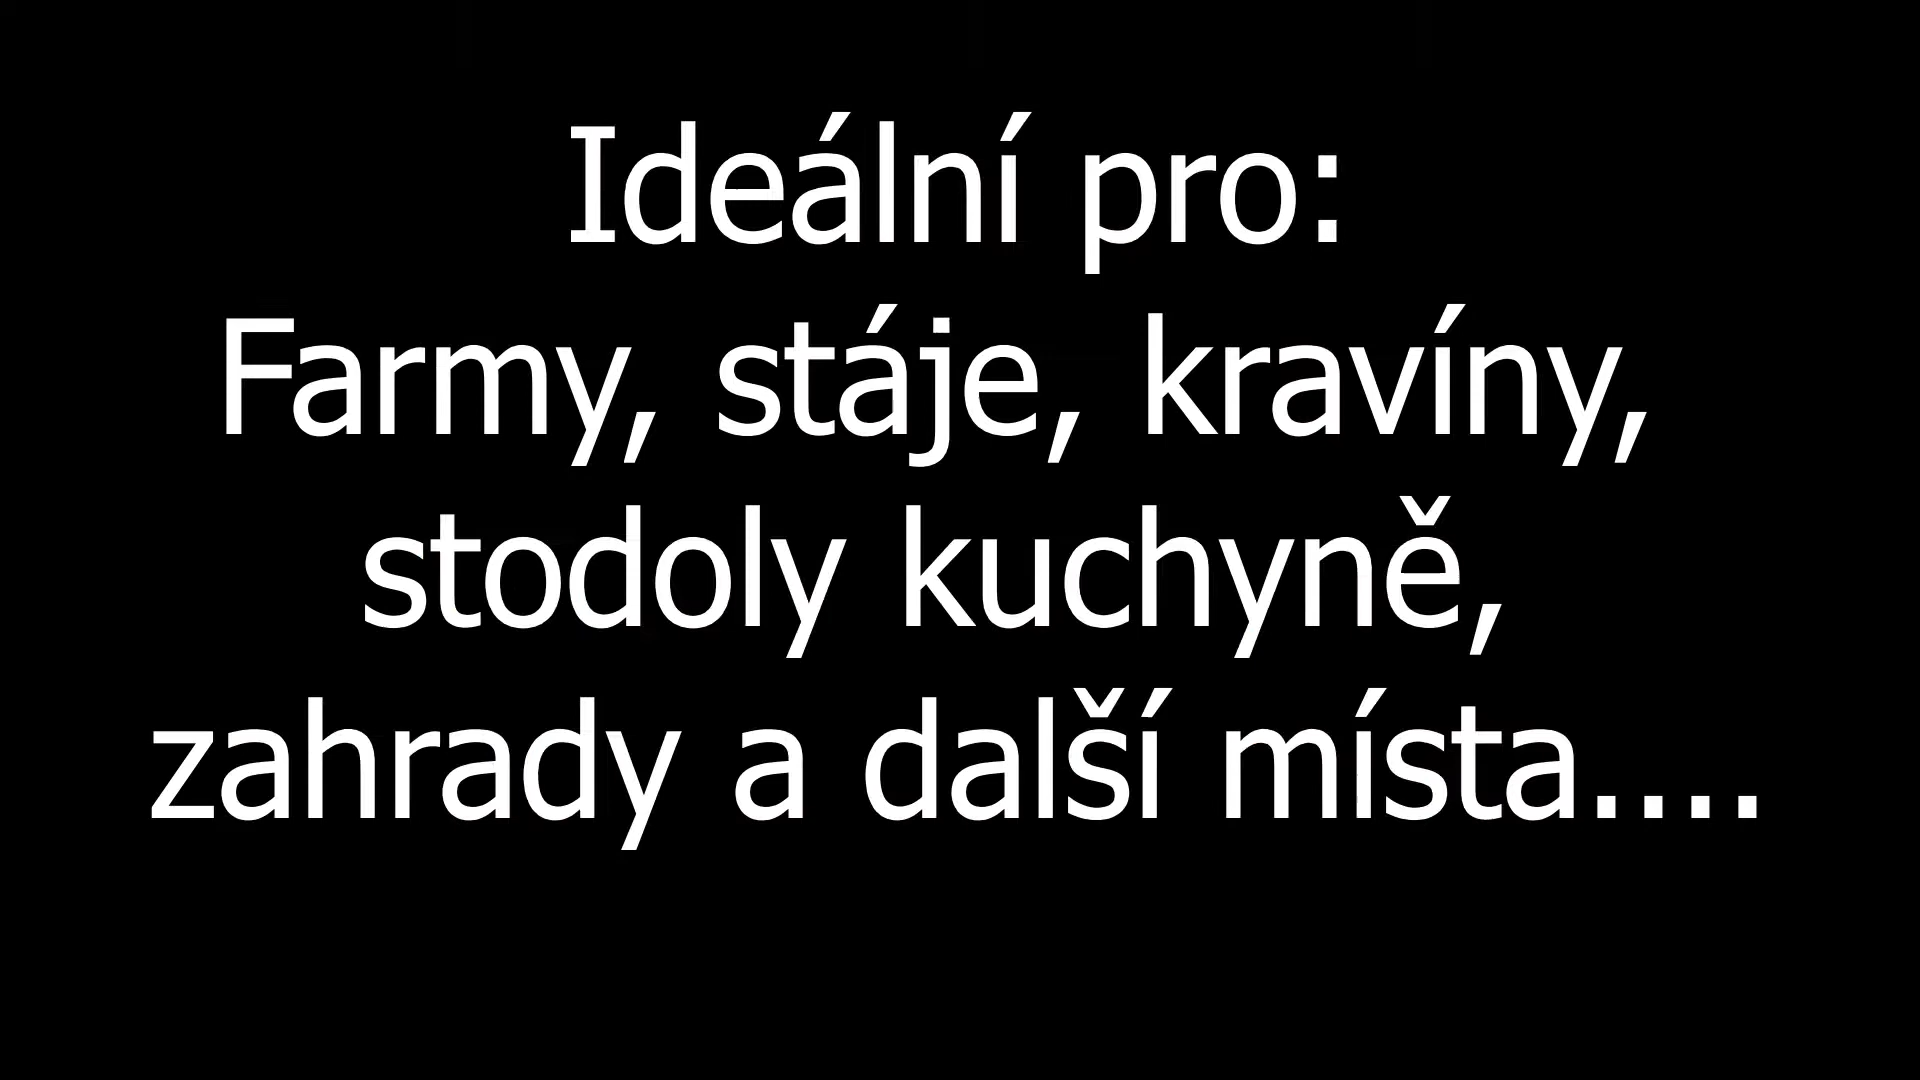 Ideální pro:
Farmy, stáje, kravíny,
stodoly kuchyně,
zahrady a další místa....